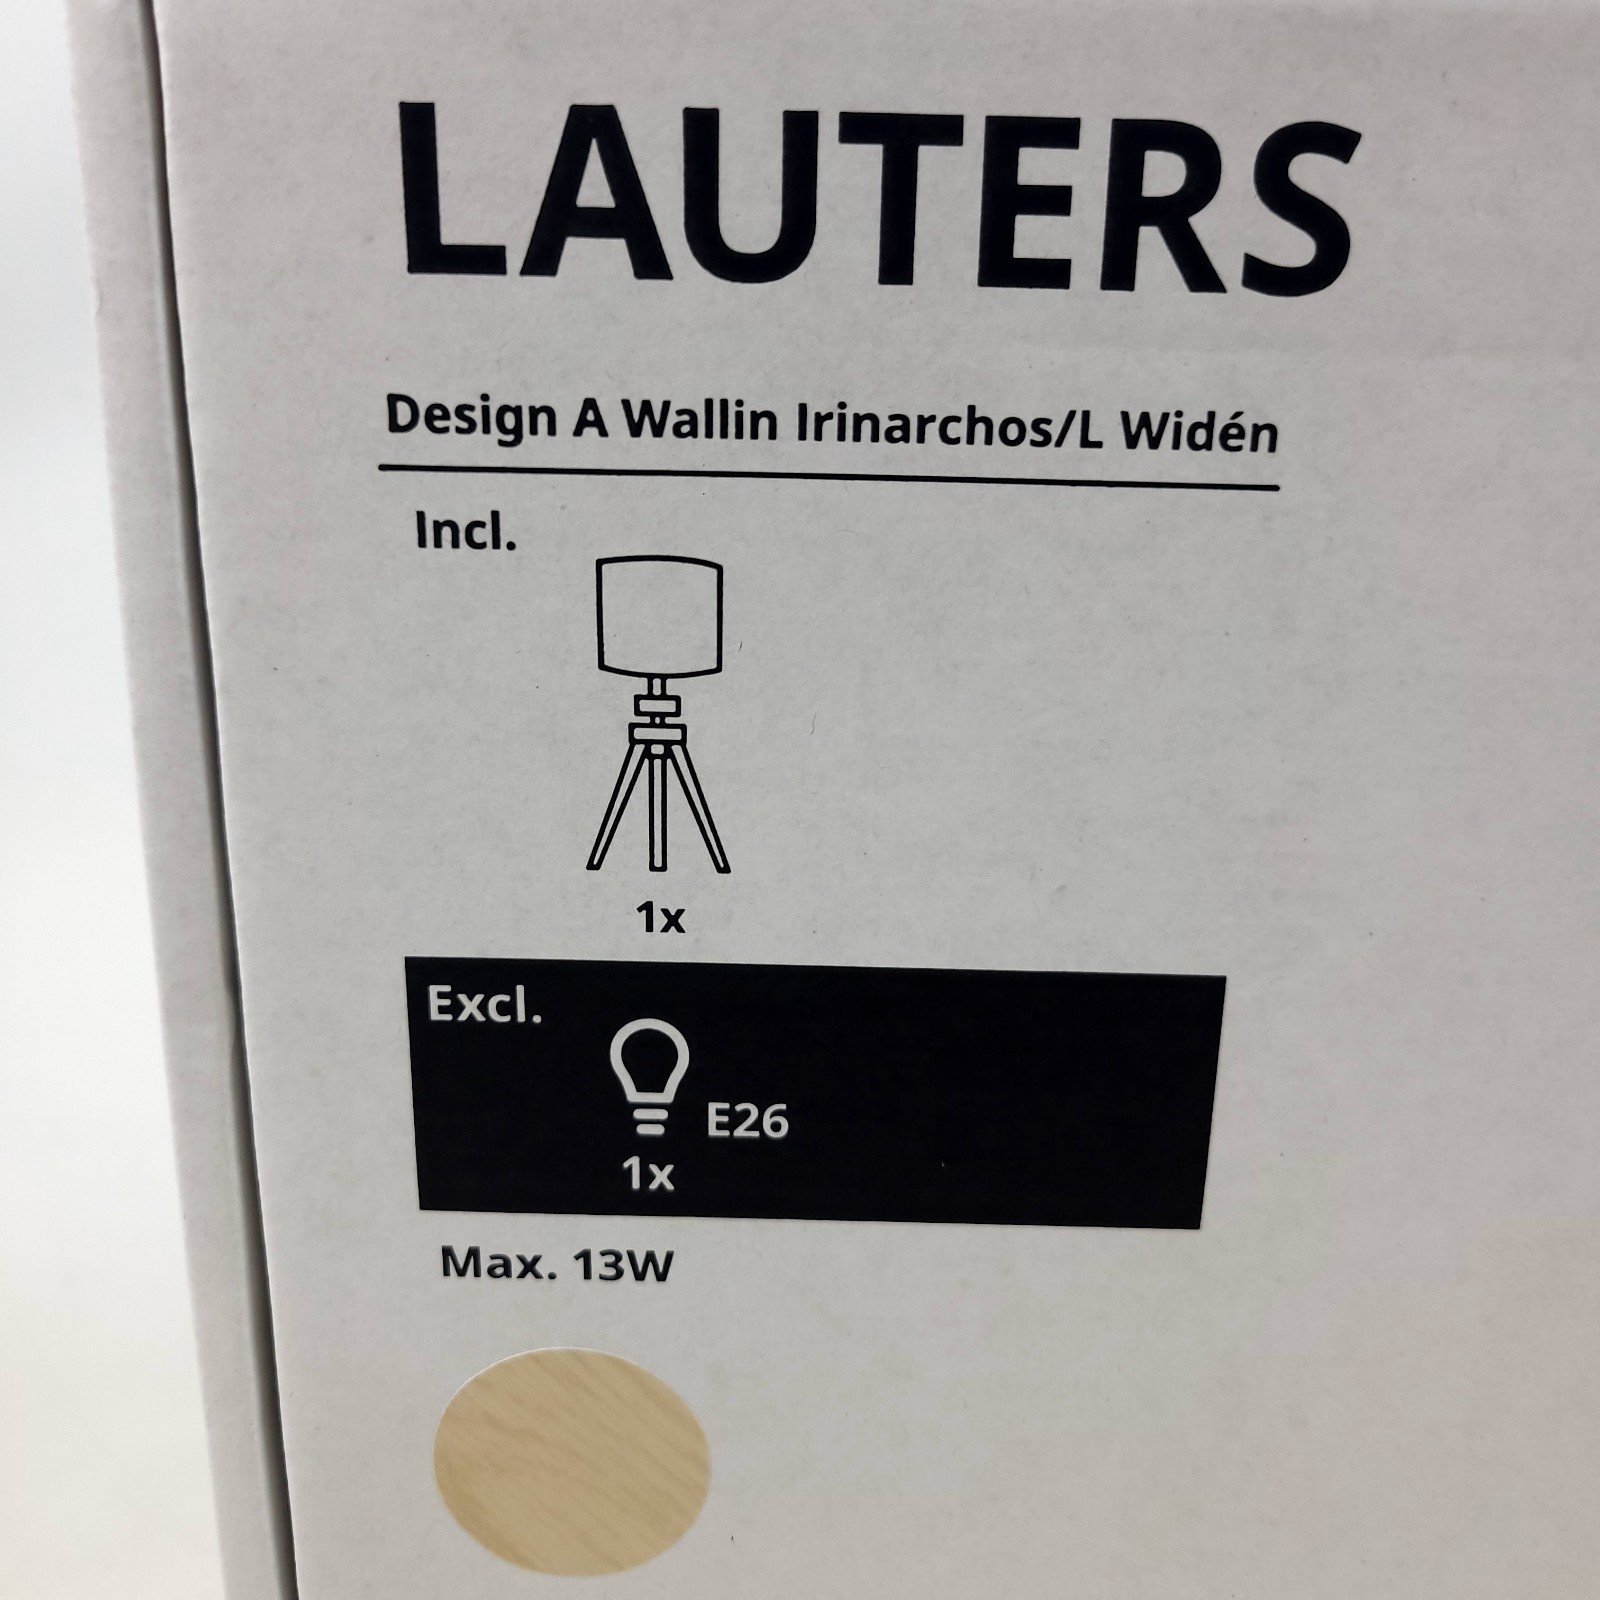 LAUTERS
Design A Wallin Irinarchos/L Widén
Incl.
1x
Excl.
E26
1x
Max. 13W